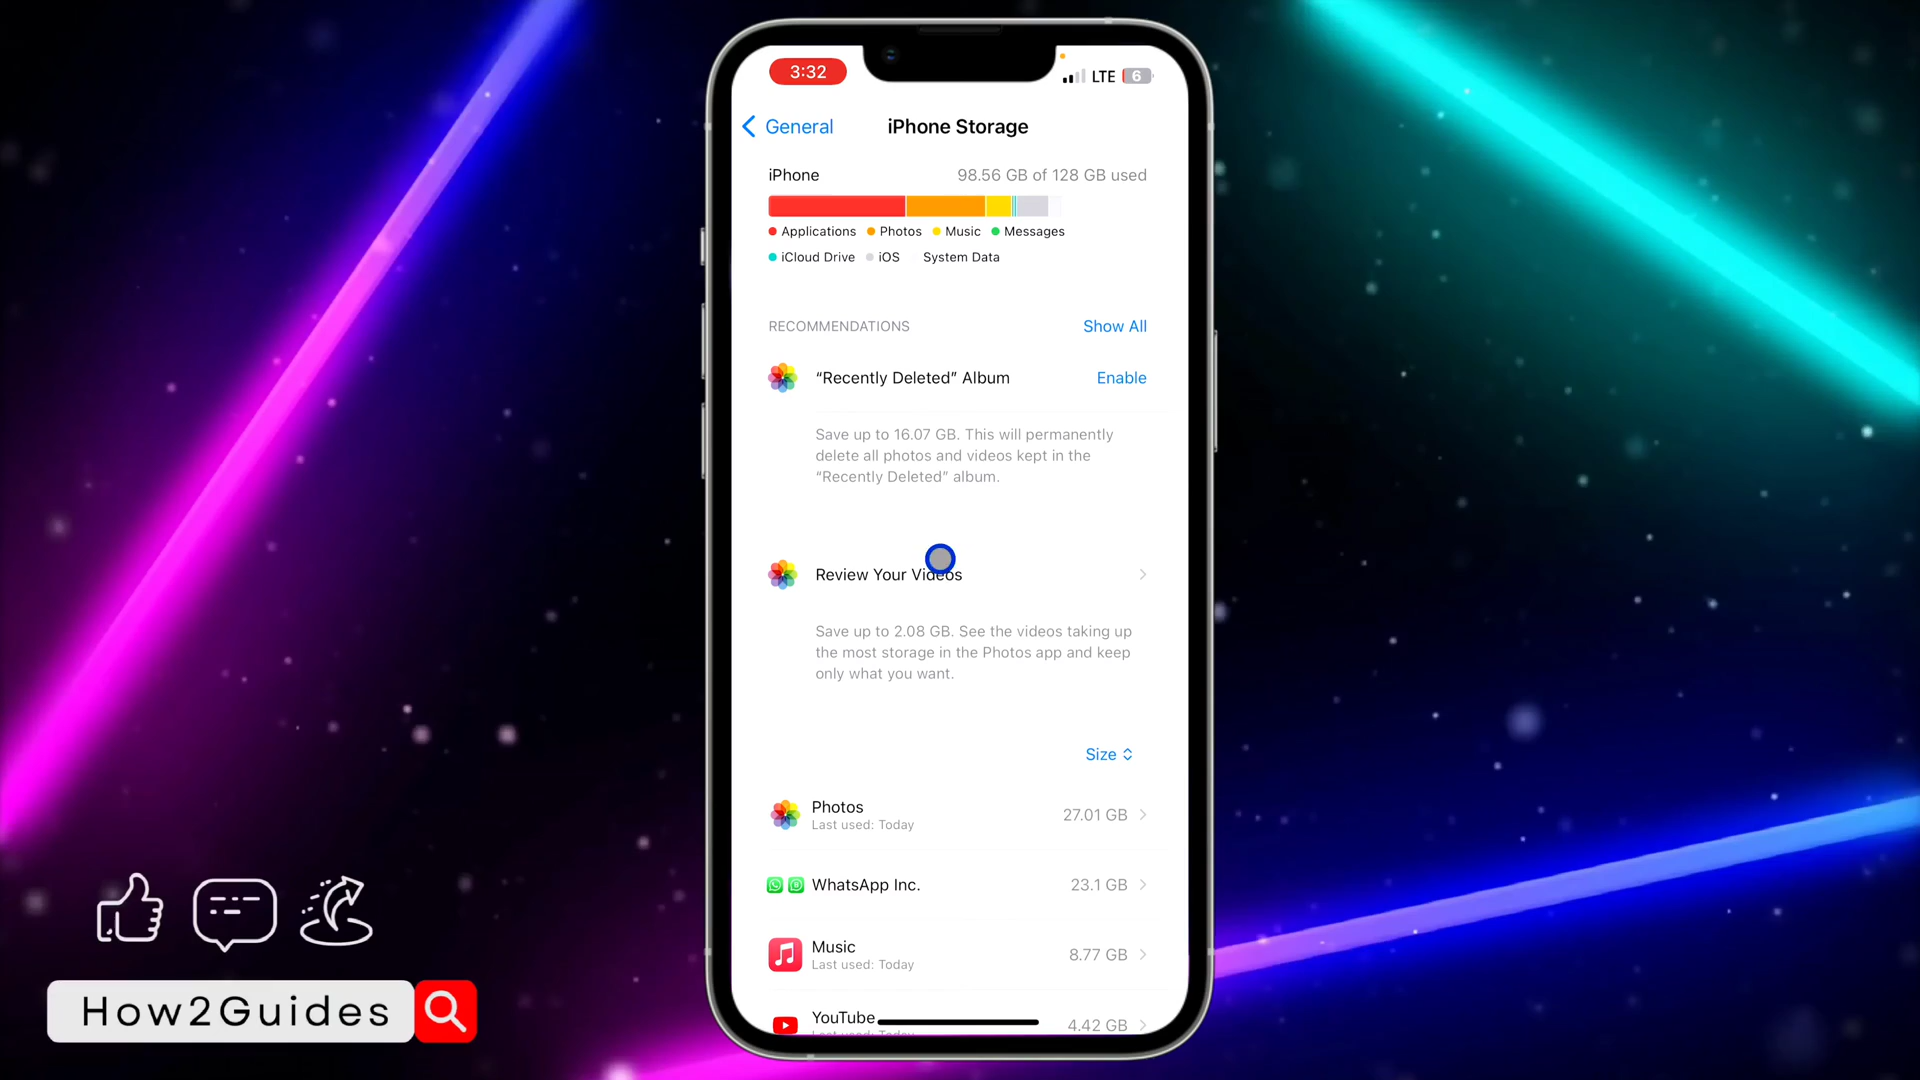 3:32
LTE 6
General
iPhone Storage
iPhone
98.56 GB of 128 GB used
Applications Photos Music Messages
iCloud Drive iOS System Data
RECOMMENDATIONS
Show All
“Recently Deleted” Album
Enable
Save up to 16.07 GB. This will permanently
delete all photos and videos kept in the
“Recently Deleted” album.
Review Your Videos
Save up to 2.08 GB. See the videos taking up
the most storage in the Photos app and keep
only what you want.
Size
Photos
Last used: Today
27.01 GB
WhatsApp Inc.
23.1 GB
Music
Last used: Today
8.77 GB
YouTube
Last used: Today
4.42 GB
How2Guides